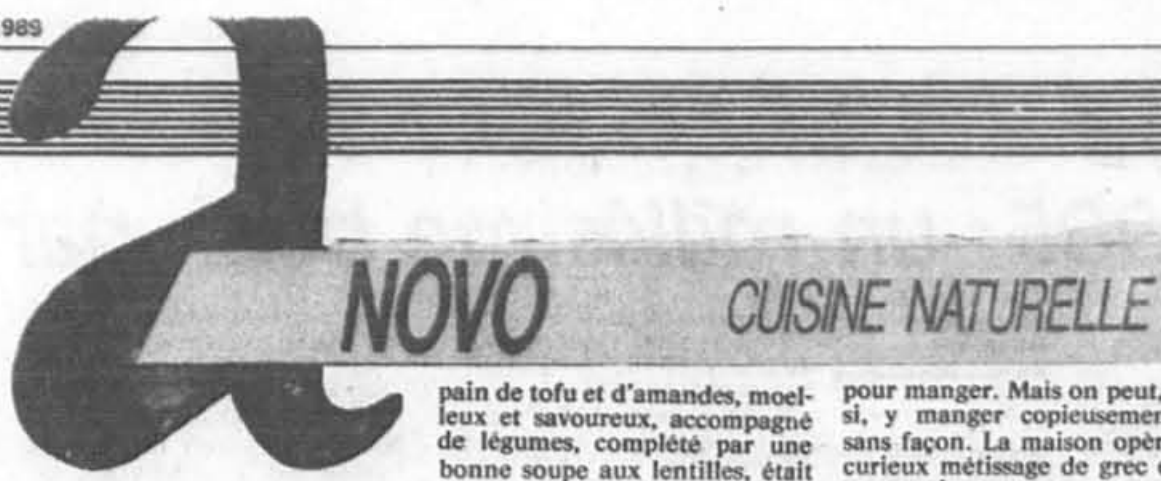 989
a
NOVO
CUISINE NATURELLE
pain de tofu et d'amandes, moel-
leux et savoureux, accompagné
de légumes, complété par une
bonne soupe aux lentilles, était
pour manger. Mais on peut,
si, y manger copieusemen
sans façon. La maison opèr
curieux métissage de grec